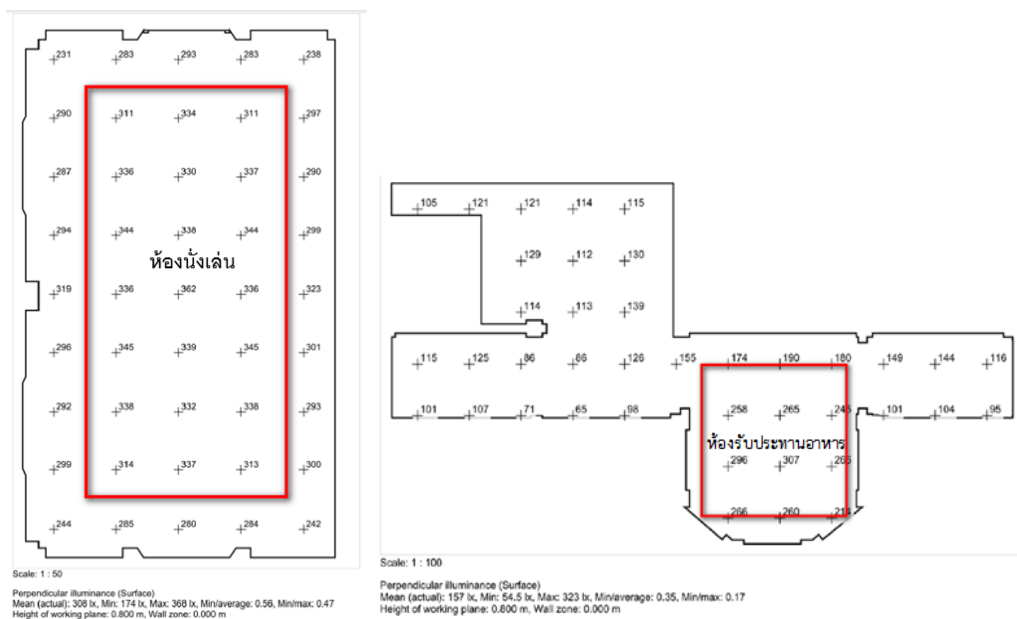 231 283 293 283 238
290 311 334 311 297
287 336 330 337 290
294 344 338 344 299
ห้องนั่งเล่น
319 336 362 336 323
296 345 339 345 301
292 338 332 338 293
299 314 337 313 300
244 285 280 284 242
Scale: 1 : 50
Perpendicular illuminance (Surface)
Mean (actual): 308 lx, Min: 174 lx, Max: 368 lx, Min/average: 0.56, Min/max: 0.47
Height of working plane: 0.800 m, Wall zone: 0.000 m
105 121 121 114 115
129 112 130
114 113 139
115 125 86 86 126 155 174 190 180 149 144 116
101 107 71 65 98 258 265 245 101 104 95
ห้องรับประทานอาหาร
296 307 266
266 260 214
Scale: 1 : 100
Perpendicular illuminance (Surface)
Mean (actual): 157 lx, Min: 54.5 lx, Max: 323 lx, Min/average: 0.35, Min/max: 0.17
Height of working plane: 0.800 m, Wall zone: 0.000 m